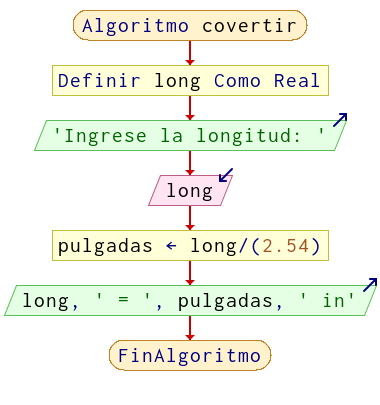 Algoritmo covertir
Definir long Como Real
'Ingrese la longitud: '
long
pulgadas ← long/(2.54)
long, ' = ', pulgadas, ' in'
FinAlgoritmo